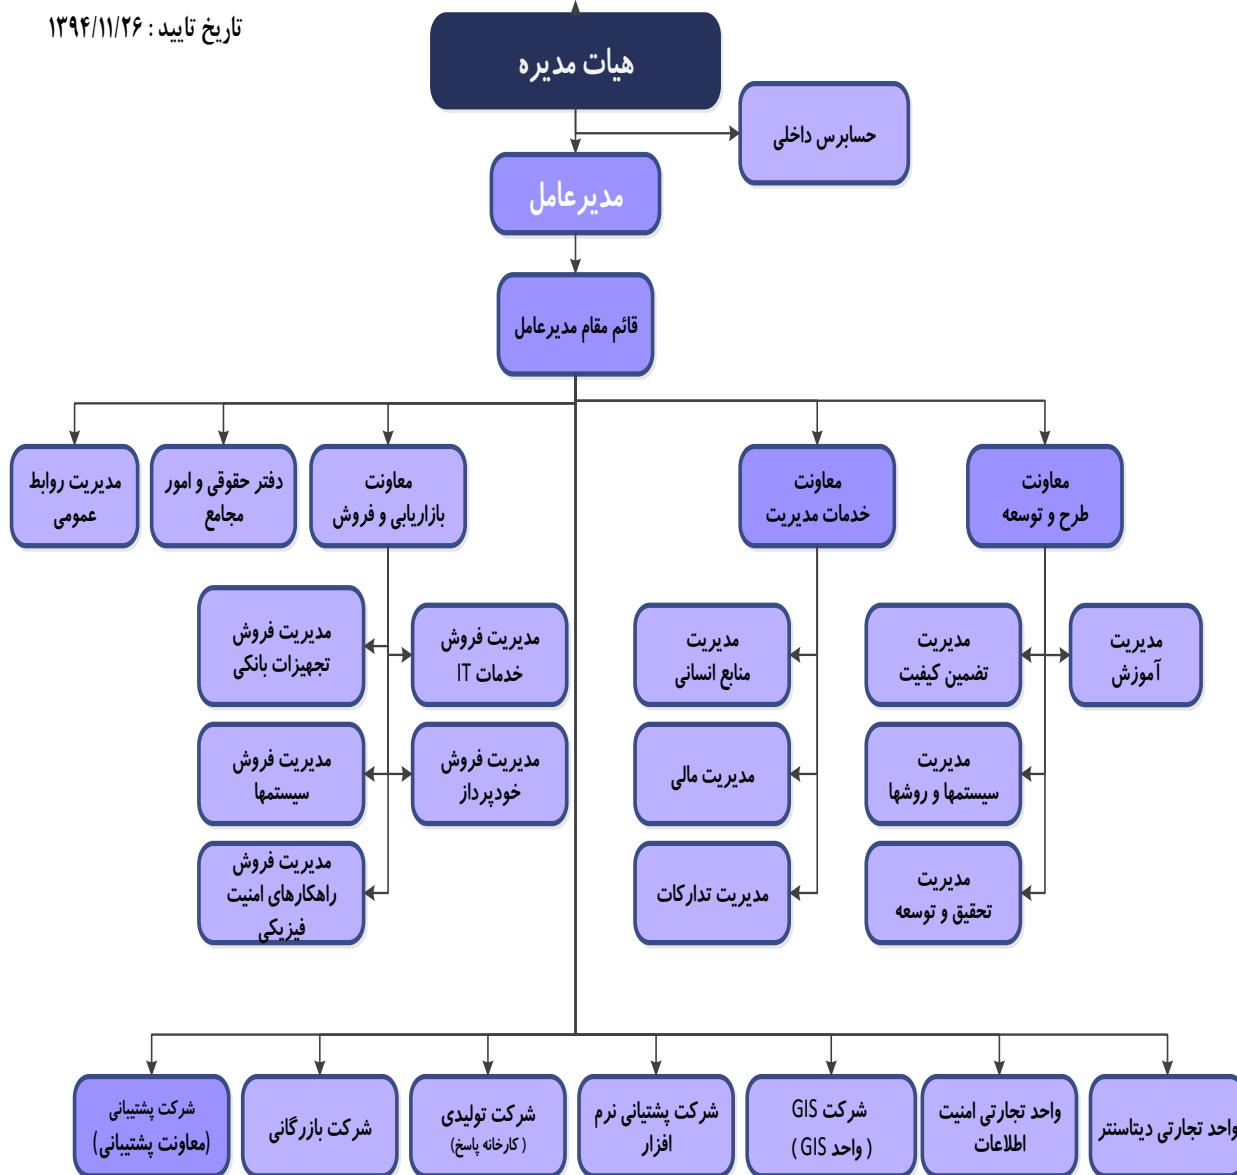 تاریخ تایید : ۱۳۹۴/۱۱/۲۶
هیات مدیره
حسابرس داخلی
مدیرعامل
قائم مقام مدیرعامل
معاونت
طرح و توسعه
معاونت
خدمات مدیریت
معاونت
بازاریابی و فروش
دفتر حقوقی و امور
مجامع
مدیریت روابط
عمومی
مدیریت
آموزش
مدیریت
تضمین کیفیت
مدیریت
سیستمها و روشها
مدیریت
تحقیق و توسعه
مدیریت
منابع انسانی
مدیریت مالی
مدیریت تدارکات
مدیریت فروش
خدمات IT
مدیریت فروش
تجهیزات بانکی
مدیریت فروش
خودپرداز
مدیریت فروش
سیستمها
مدیریت فروش
راهکارهای امنیت
فیزیکی
واحد تجارتی دیتاسنتر
واحد تجارتی امنیت
اطلاعات
شرکت GIS
( واحد GIS )
شرکت پشتیبانی نرم
افزار
شرکت تولیدی
( کارخانه پاسخ)
شرکت بازرگانی
شرکت پشتیبانی
(معاونت پشتیبانی)